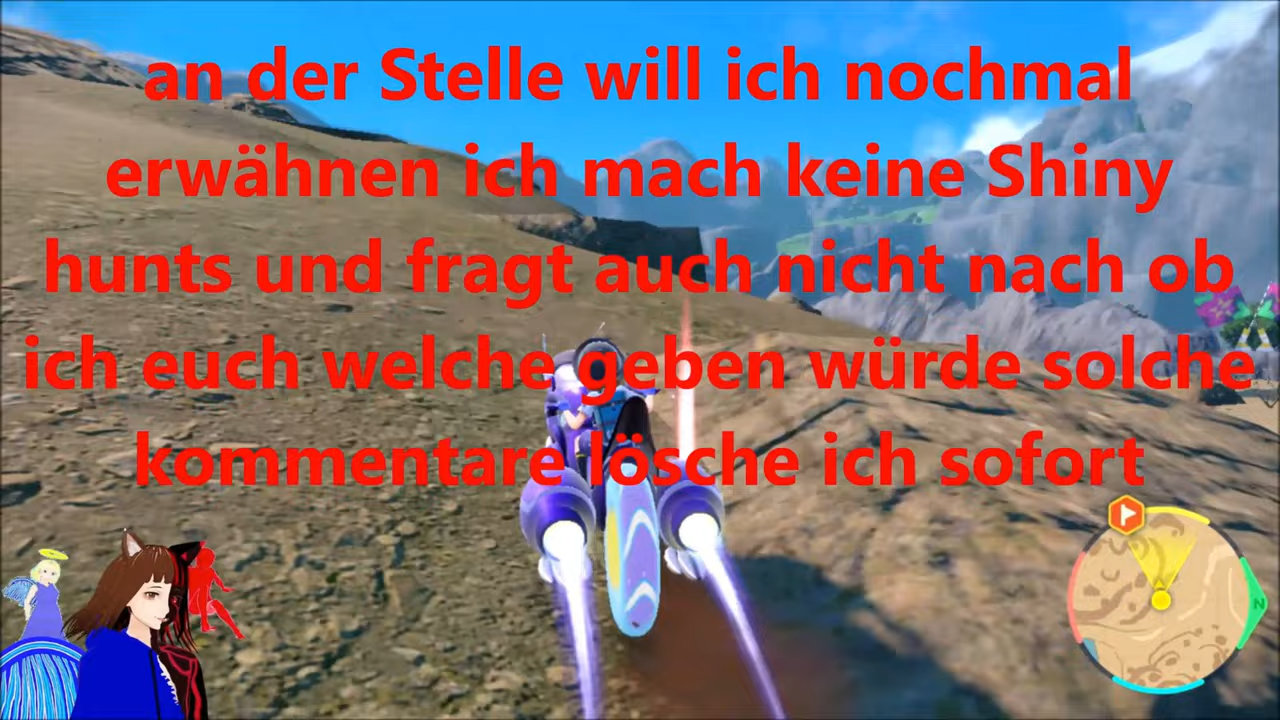 an der Stelle will ich nochmal
erwähnen ich mach keine Shiny
hunts und fragt auch nicht nach ob
ich euch welche geben würde solche
kommentare lösche ich sofort
N